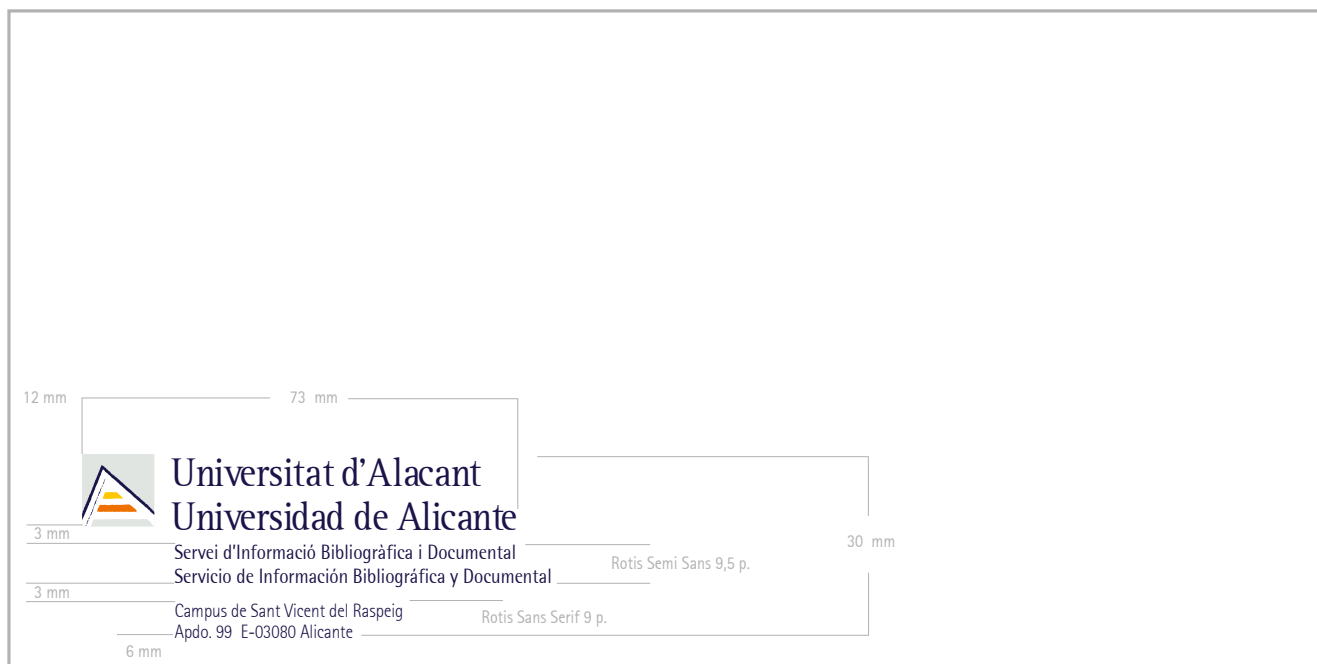 12 mm
73 mm
Universitat d'Alacant
Universidad de Alicante
3 mm
Servei d'Informació Bibliogràfica i Documental
Servicio de Información Bibliográfica y Documental
Rotis Semi Sans 9,5 p.
30 mm
3 mm
Campus de Sant Vicent del Raspeig
Apdo. 99 E-03080 Alicante
Rotis Sans Serif 9 p.
6 mm